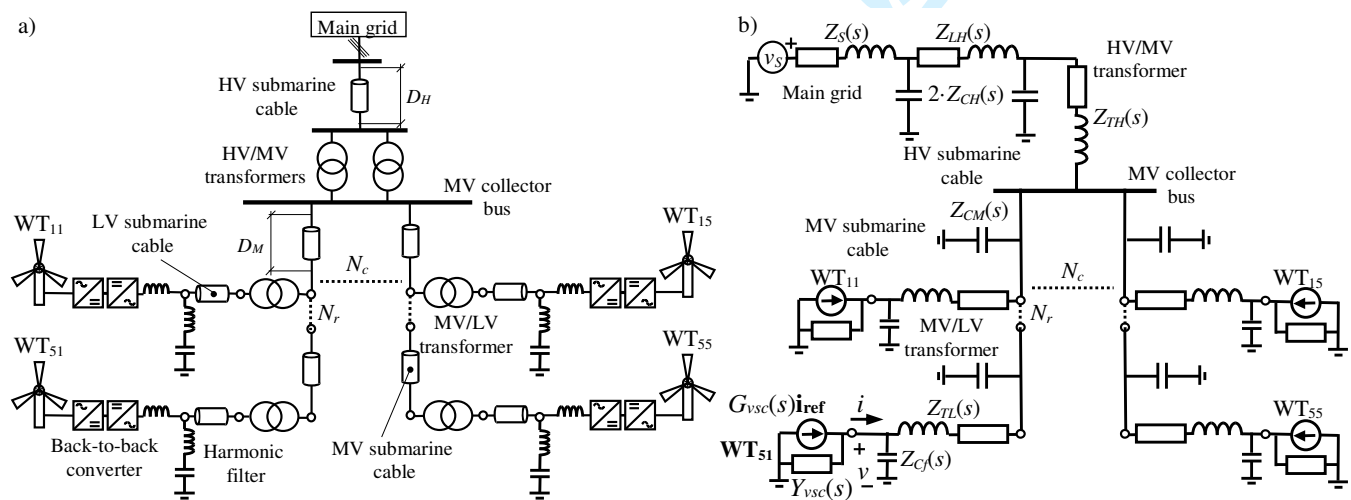 a)
Main grid
HV submarine
cable
D_H
HV/MV
transformers
MV collector
bus
WT_11
LV submarine
cable
D_M
N_c
WT_15
N_r
MV/LV
transformer
WT_51
WT_55
Back-to-back
converter
Harmonic
filter
MV submarine
cable
b)
Z_S(s)
Z_LH(s)
HV/MV
transformer
v_S
+
Main grid
2·Z_CH(s)
Z_TH(s)
HV submarine
cable
MV collector
bus
Z_CM(s)
MV submarine
cable
WT_11
N_c
WT_15
N_r
MV/LV
transformer
G_vsc(s)i_ref
i
Z_TL(s)
WT_55
WT_51
+
v
−
Z_Cf(s)
Y_vsc(s)